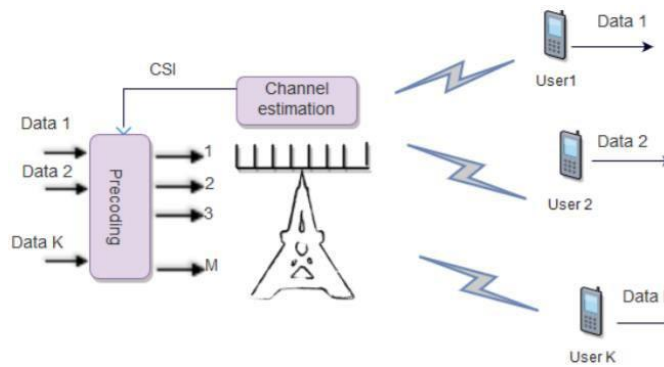 Data 1
CSI
Channel
estimation
User1
Data 1
Data 2
Data K
Precoding
1
2
3
M
Data 2
User 2
Data
User K